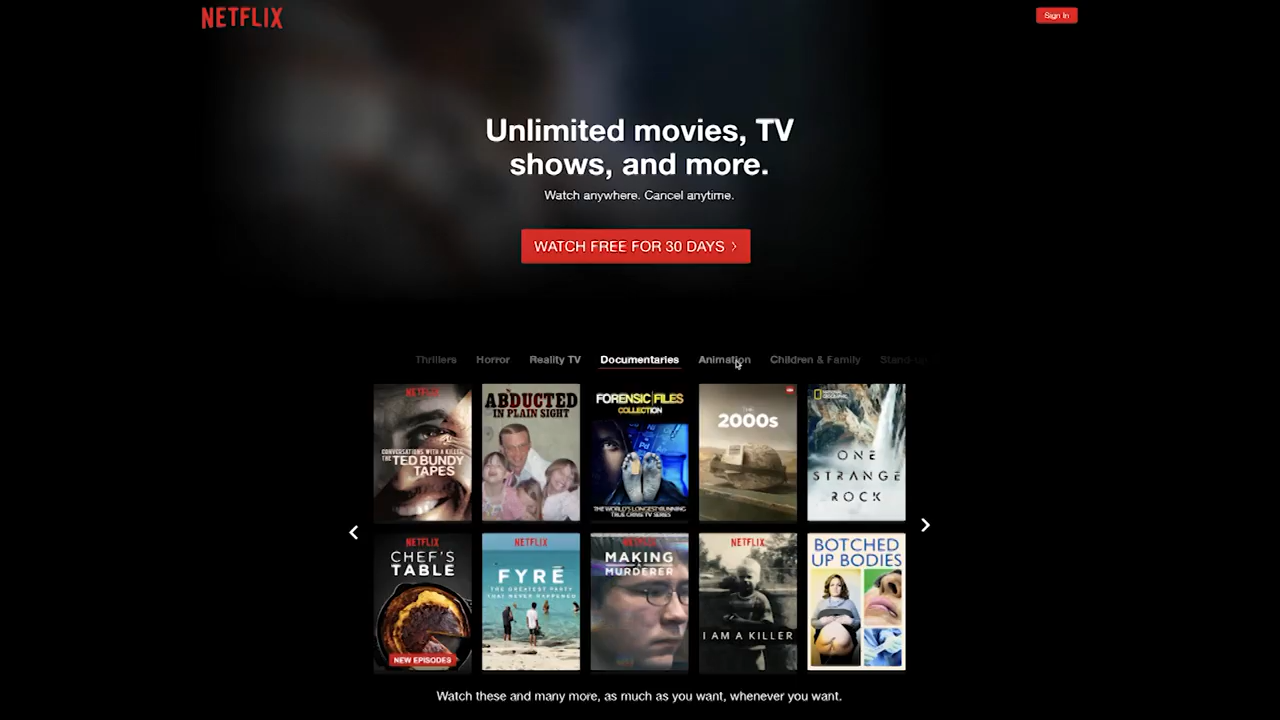 NETFLIX
Sign In
Unlimited movies, TV
shows, and more.
Watch anywhere. Cancel anytime.
WATCH FREE FOR 30 DAYS
Thrillers Horror Reality TV Documentaries Animation Children & Family Stand-u
NETFLIX
CONVERSATIONS WITH A KILLER
THE TED BUNDY
TAPES
ABDUCTED
IN PLAIN SIGHT
FORENSIC FILES
COLLECTION
THE WORLD'S LONGEST-RUNNING
TRUE CRIME TV SERIES
2000s
NATIONAL
GEOGRAPHIC
ONE
STRANGE
ROCK
NETFLIX
CHEF'S
TABLE
NEW EPISODES
NETFLIX
FYRE
THE GREATEST PARTY
THAT NEVER HAPPENED
NETFLIX
MAKING
A
MURDERER
NETFLIX
I AM A KILLER
BOTCHED
UP BODIES
Watch these and many more, as much as you want, whenever you want.